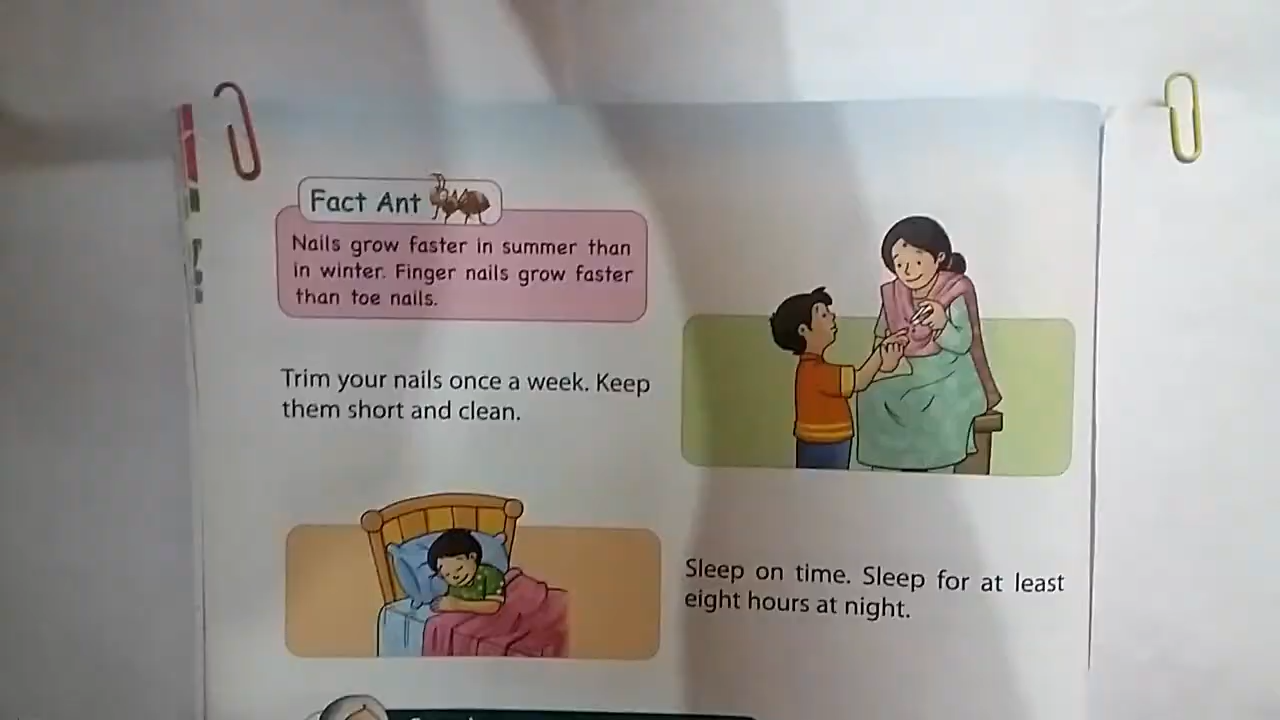 Fact Ant
Nails grow faster in summer than
in winter. Finger nails grow faster
than toe nails.
Trim your nails once a week. Keep
them short and clean.
Sleep on time. Sleep for at least
eight hours at night.